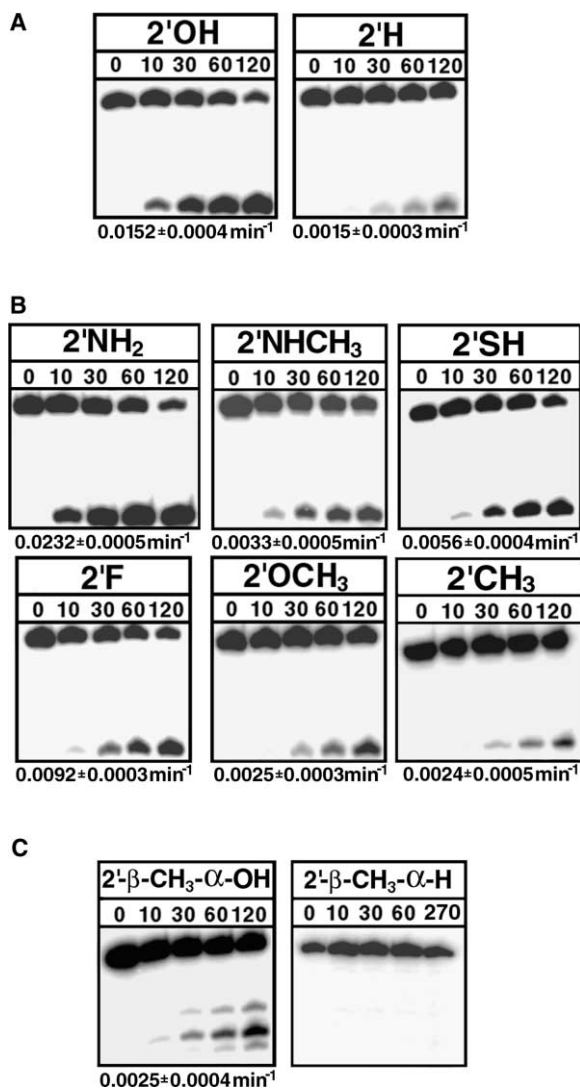 A
2'OH 2'H
0 10 30 60 120 0 10 30 60 120
0.0152±0.0004 min⁻¹ 0.0015±0.0003 min⁻¹
B
2'NH₂ 2'NHCH₃ 2'SH
0 10 30 60 120 0 10 30 60 120 0 10 30 60 120
0.0232±0.0005min⁻¹ 0.0033±0.0005min⁻¹ 0.0056±0.0004 min⁻¹
2'F 2'OCH₃ 2'CH₃
0 10 30 60 120 0 10 30 60 120 0 10 30 60 120
0.0092±0.0003 min⁻¹ 0.0025±0.0003 min⁻¹ 0.0024±0.0005 min⁻¹
C
2'-β-CH₃-α-OH 2'-β-CH₃-α-H
0 10 30 60 120 0 10 30 60 270
0.0025±0.0004 min⁻¹